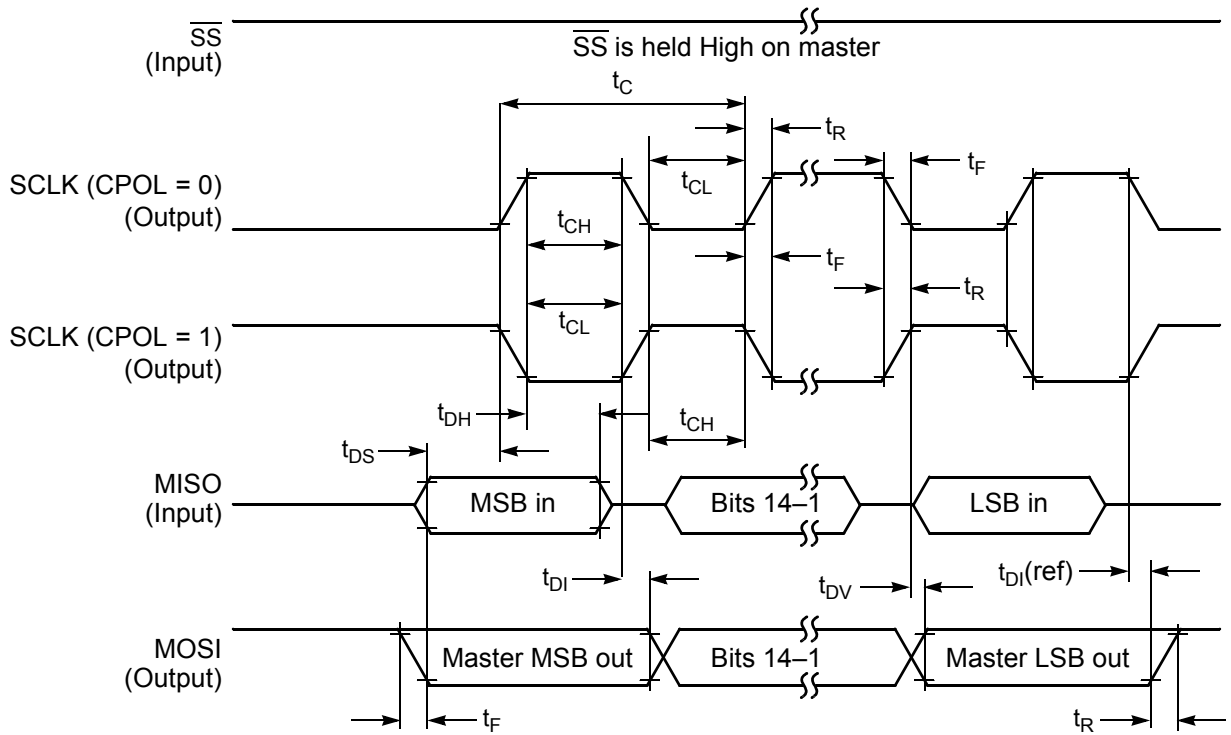 SS
(Input)
SS is held High on master
tC
tR
tCL
tF
SCLK (CPOL = 0)
(Output)
tCH
tF
tR
tCL
SCLK (CPOL = 1)
(Output)
tDH
tCH
tDS
MISO
(Input)
MSB in
Bits 14–1
LSB in
tDI
tDV
tDI(ref)
MOSI
(Output)
Master MSB out
Bits 14–1
Master LSB out
tF
tR